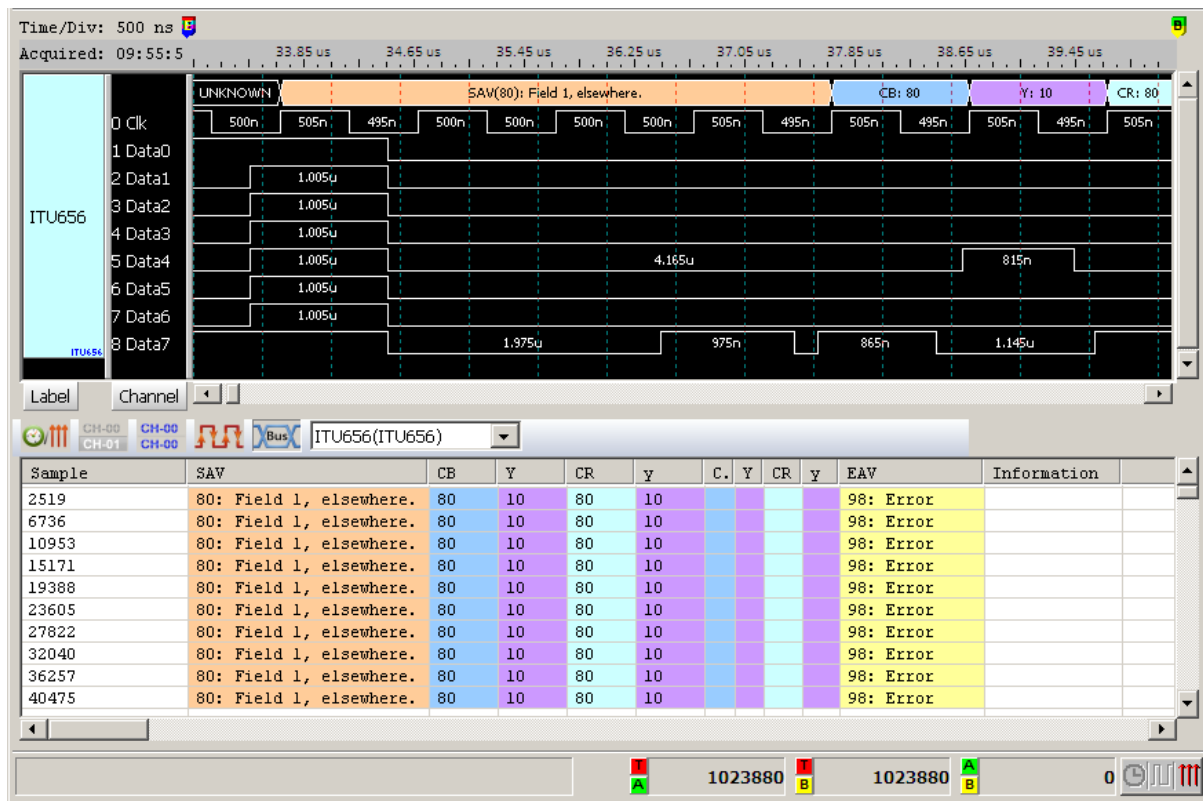 Time/Div: 500 ns
B
Acquired: 09:55:5
33.85 us 34.65 us 35.45 us 36.25 us 37.05 us 37.85 us 38.65 us 39.45 us
UNKNOWN SAV(80): Field 1, elsewhere. CB: 80 Y: 10 CR: 80
0 Clk 500n 505n 495n 500n 500n 500n 500n 505n 495n 505n 495n 505n 495n 505n
1 Data0
2 Data1 1.005u
3 Data2 1.005u
ITU656
4 Data3 1.005u
5 Data4 1.005u 4.165u 815n
6 Data5 1.005u
7 Data6 1.005u
8 Data7 1.975u 975n 865n 1.145u
ITU656
Label Channel
CH-00 CH-00
CH-01 CH-00
Bus ITU656(ITU656)
Sample SAV CB Y CR y C. Y CR y EAV Information
2519 80: Field 1, elsewhere. 80 10 80 10 98: Error
6736 80: Field 1, elsewhere. 80 10 80 10 98: Error
10953 80: Field 1, elsewhere. 80 10 80 10 98: Error
15171 80: Field 1, elsewhere. 80 10 80 10 98: Error
19388 80: Field 1, elsewhere. 80 10 80 10 98: Error
23605 80: Field 1, elsewhere. 80 10 80 10 98: Error
27822 80: Field 1, elsewhere. 80 10 80 10 98: Error
32040 80: Field 1, elsewhere. 80 10 80 10 98: Error
36257 80: Field 1, elsewhere. 80 10 80 10 98: Error
40475 80: Field 1, elsewhere. 80 10 80 10 98: Error
T A 1023880 T B 1023880 A B 0